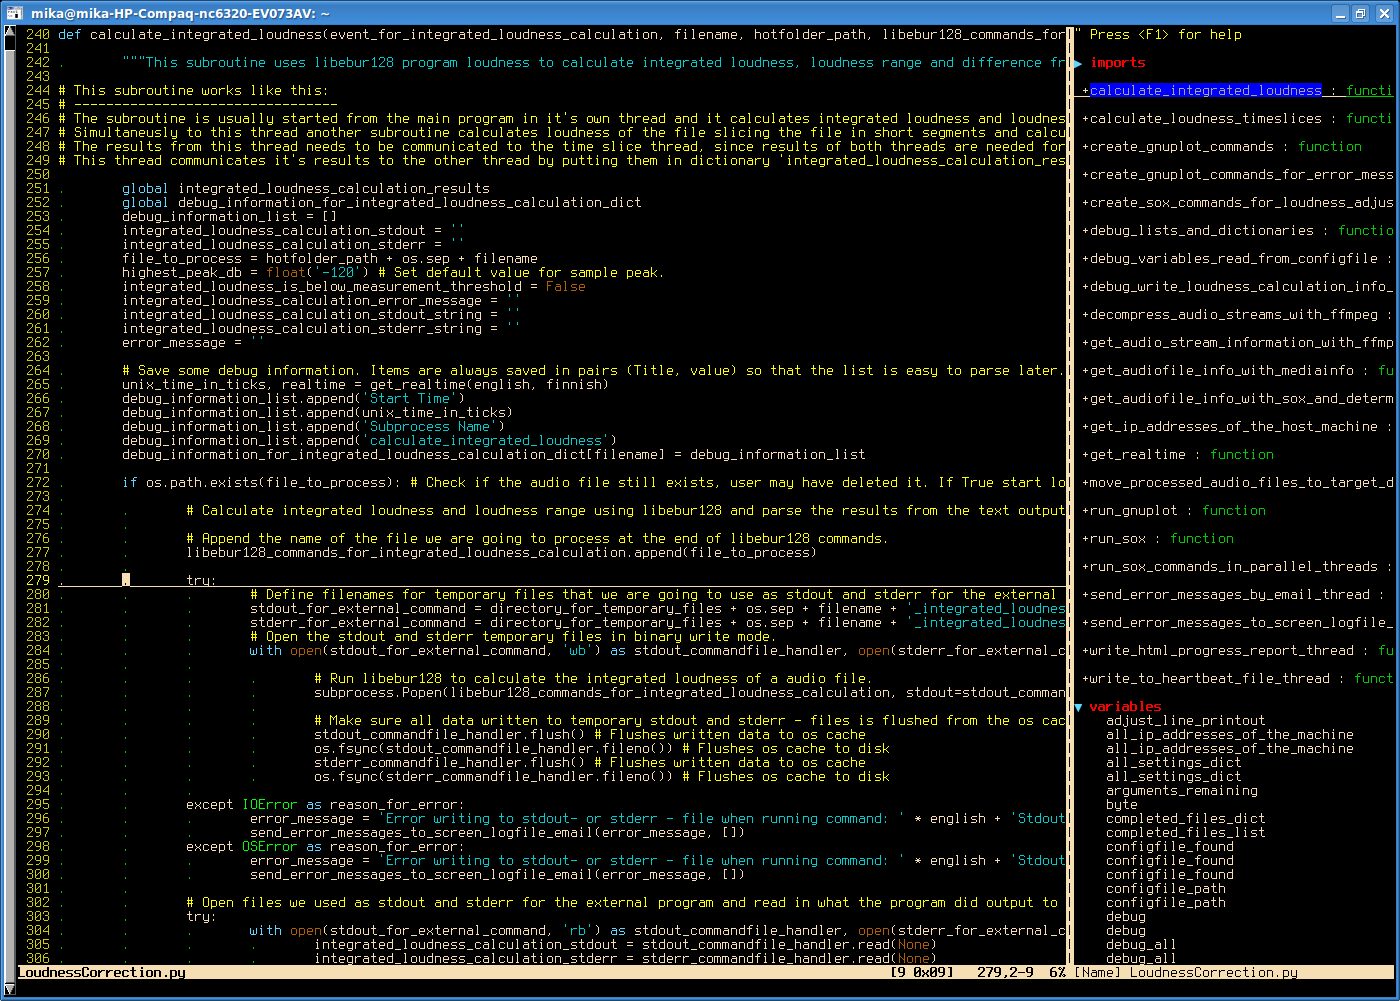 mika@mika-HP-Compaq-nc6320-EV073AV: ~
240 def calculate_integrated_loudness(event_for_integrated_loudness_calculation, filename, hotfolder_path, libebur128_commands_for
241
242 . """This subroutine uses libebur128 program loudness to calculate integrated loudness, loudness range and difference fr
243
244 # This subroutine works like this:
245 # ---------------------------------
246 # The subroutine is usually started from the main program in it's own thread and it calculates integrated loudness and loudnes
247 # Simultaneusly to this thread another subroutine calculates loudness of the file slicing the file in short segments and calcu
248 # The results from this thread needs to be communicated to the time slice thread, since results of both threads are needed for
249 # This thread communicates it's results to the other thread by putting them in dictionary 'integrated_loudness_calculation_res
250
251 . global integrated_loudness_calculation_results
252 . global debug_information_for_integrated_loudness_calculation_dict
253 . debug_information_list = []
254 . integrated_loudness_calculation_stdout = ''
255 . integrated_loudness_calculation_stderr = ''
256 . file_to_process = hotfolder_path + os.sep + filename
257 . highest_peak_db = float('-120') # Set default value for sample peak.
258 . integrated_loudness_is_below_measurement_threshold = False
259 . integrated_loudness_calculation_error_message = ''
260 . integrated_loudness_calculation_stdout_string = ''
261 . integrated_loudness_calculation_stderr_string = ''
262 . error_message = ''
263
264 . # Save some debug information. Items are always saved in pairs (Title, value) so that the list is easy to parse later.
265 . unix_time_in_ticks, realtime = get_realtime(english, finnish)
266 . debug_information_list.append('Start Time')
267 . debug_information_list.append(unix_time_in_ticks)
268 . debug_information_list.append('Subprocess Name')
269 . debug_information_list.append('calculate_integrated_loudness')
270 . debug_information_for_integrated_loudness_calculation_dict[filename] = debug_information_list
271
272 . if os.path.exists(file_to_process): # Check if the audio file still exists, user may have deleted it. If True start lo
273 . .
274 . . # Calculate integrated loudness and loudness range using libebur128 and parse the results from the text output
275 . .
276 . . # Append the name of the file we are going to process at the end of libebur128 commands.
277 . . libebur128_commands_for_integrated_loudness_calculation.append(file_to_process)
278 . .
279 . . try:
280 . . . # Define filenames for temporary files that we are going to use as stdout and stderr for the external
281 . . . stdout_for_external_command = directory_for_temporary_files + os.sep + filename + '_integrated_loudnes
282 . . . stderr_for_external_command = directory_for_temporary_files + os.sep + filename + '_integrated_loudnes
283 . . . # Open the stdout and stderr temporary files in binary write mode.
284 . . . with open(stdout_for_external_command, 'wb') as stdout_commandfile_handler, open(stderr_for_external_c
285 . . .
286 . . . . # Run libebur128 to calculate the integrated loudness of a audio file.
287 . . . . subprocess.Popen(libebur128_commands_for_integrated_loudness_calculation, stdout=stdout_comman
288 . . . .
289 . . . . # Make sure all data written to temporary stdout and stderr - files is flushed from the os cac
290 . . . . stdout_commandfile_handler.flush() # Flushes written data to os cache
291 . . . . os.fsync(stdout_commandfile_handler.fileno()) # Flushes os cache to disk
292 . . . . stderr_commandfile_handler.flush() # Flushes written data to os cache
293 . . . . os.fsync(stderr_commandfile_handler.fileno()) # Flushes os cache to disk
294 . .
295 . . except IOError as reason_for_error:
296 . . . error_message = 'Error writing to stdout- or stderr - file when running command: ' * english + 'Stdout
297 . . . send_error_messages_to_screen_logfile_email(error_message, [])
298 . . except OSError as reason_for_error:
299 . . . error_message = 'Error writing to stdout- or stderr - file when running command: ' * english + 'Stdout
300 . . . send_error_messages_to_screen_logfile_email(error_message, [])
301 . .
302 . . # Open files we used as stdout and stderr for the external program and read in what the program did output to
303 . . try:
304 . . . with open(stdout_for_external_command, 'rb') as stdout_commandfile_handler, open(stderr_for_external_c
305 . . . . integrated_loudness_calculation_stdout = stdout_commandfile_handler.read(None)
306 . . . . integrated_loudness_calculation_stderr = stderr_commandfile_handler.read(None)
LoudnessCorrection.py [9 0x09] 279,2-9 6%
" Press <F1> for help
▶ imports
+calculate_integrated_loudness : functi
+calculate_loudness_timeslices : functi
+create_gnuplot_commands : function
+create_gnuplot_commands_for_error_mess
+create_sox_commands_for_loudness_adjus
+debug_lists_and_dictionaries : functio
+debug_variables_read_from_configfile :
+debug_write_loudness_calculation_info_
+decompress_audio_streams_with_ffmpeg :
+get_audio_stream_information_with_ffmp
+get_audiofile_info_with_mediainfo : fu
+get_audiofile_info_with_sox_and_determ
+get_ip_addresses_of_the_host_machine :
+get_realtime : function
+move_processed_audio_files_to_target_d
+run_gnuplot : function
+run_sox : function
+run_sox_commands_in_parallel_threads :
+send_error_messages_by_email_thread :
+send_error_messages_to_screen_logfile_
+write_html_progress_report_thread : fu
+write_to_heartbeat_file_thread : funct
▼ variables
adjust_line_printout
all_ip_addresses_of_the_machine
all_ip_addresses_of_the_machine
all_settings_dict
all_settings_dict
arguments_remaining
byte
completed_files_dict
completed_files_list
configfile_found
configfile_found
configfile_found
configfile_path
configfile_path
debug
debug
debug_all
debug_all
[Name] LoudnessCorrection.py